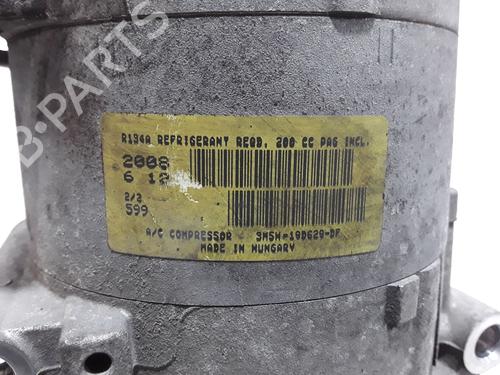 B-PARTS
R134A REFRIGERANT REQD, 200 CC PAG INCL.
2008
6 12
2/2
599
A/C COMPRESSOR - 3M5H-19D629-DF
MADE IN HUNGARY